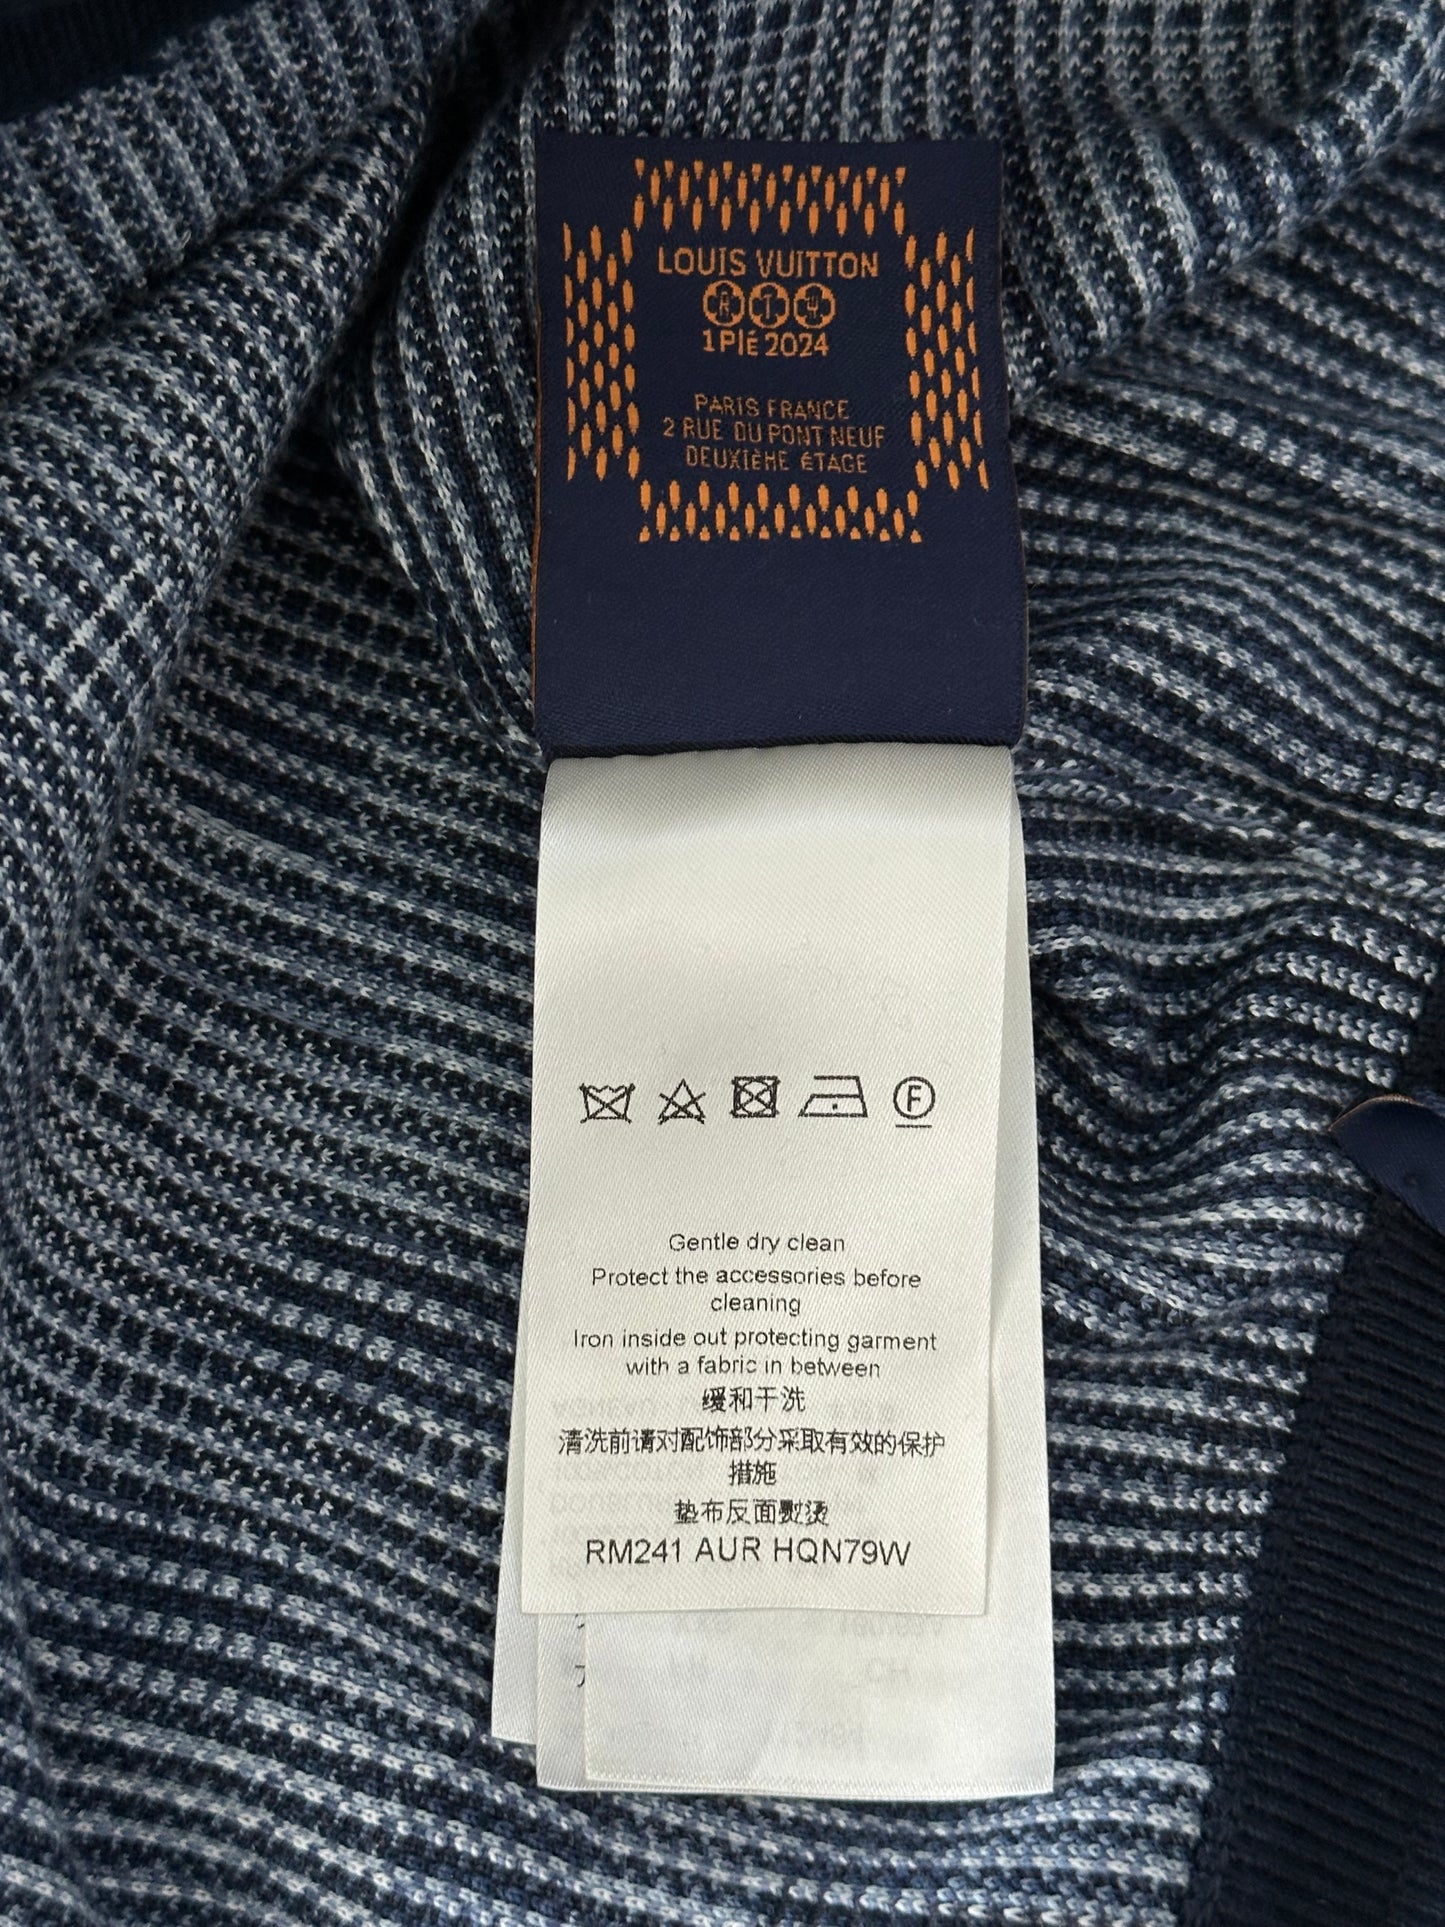 LOUIS VUITTON
R T W
1 Plé 2024
PARIS FRANCE
2 RUE DU PONT NEUF
DEUXIÈME ÉTAGE
F
Gentle dry clean
Protect the accessories before
cleaning
Iron inside out protecting garment
with a fabric in between
缓和干洗
清洗前请对配饰部分采取有效的保护
措施
垫布反面熨烫
RM241 AUR HQN79W